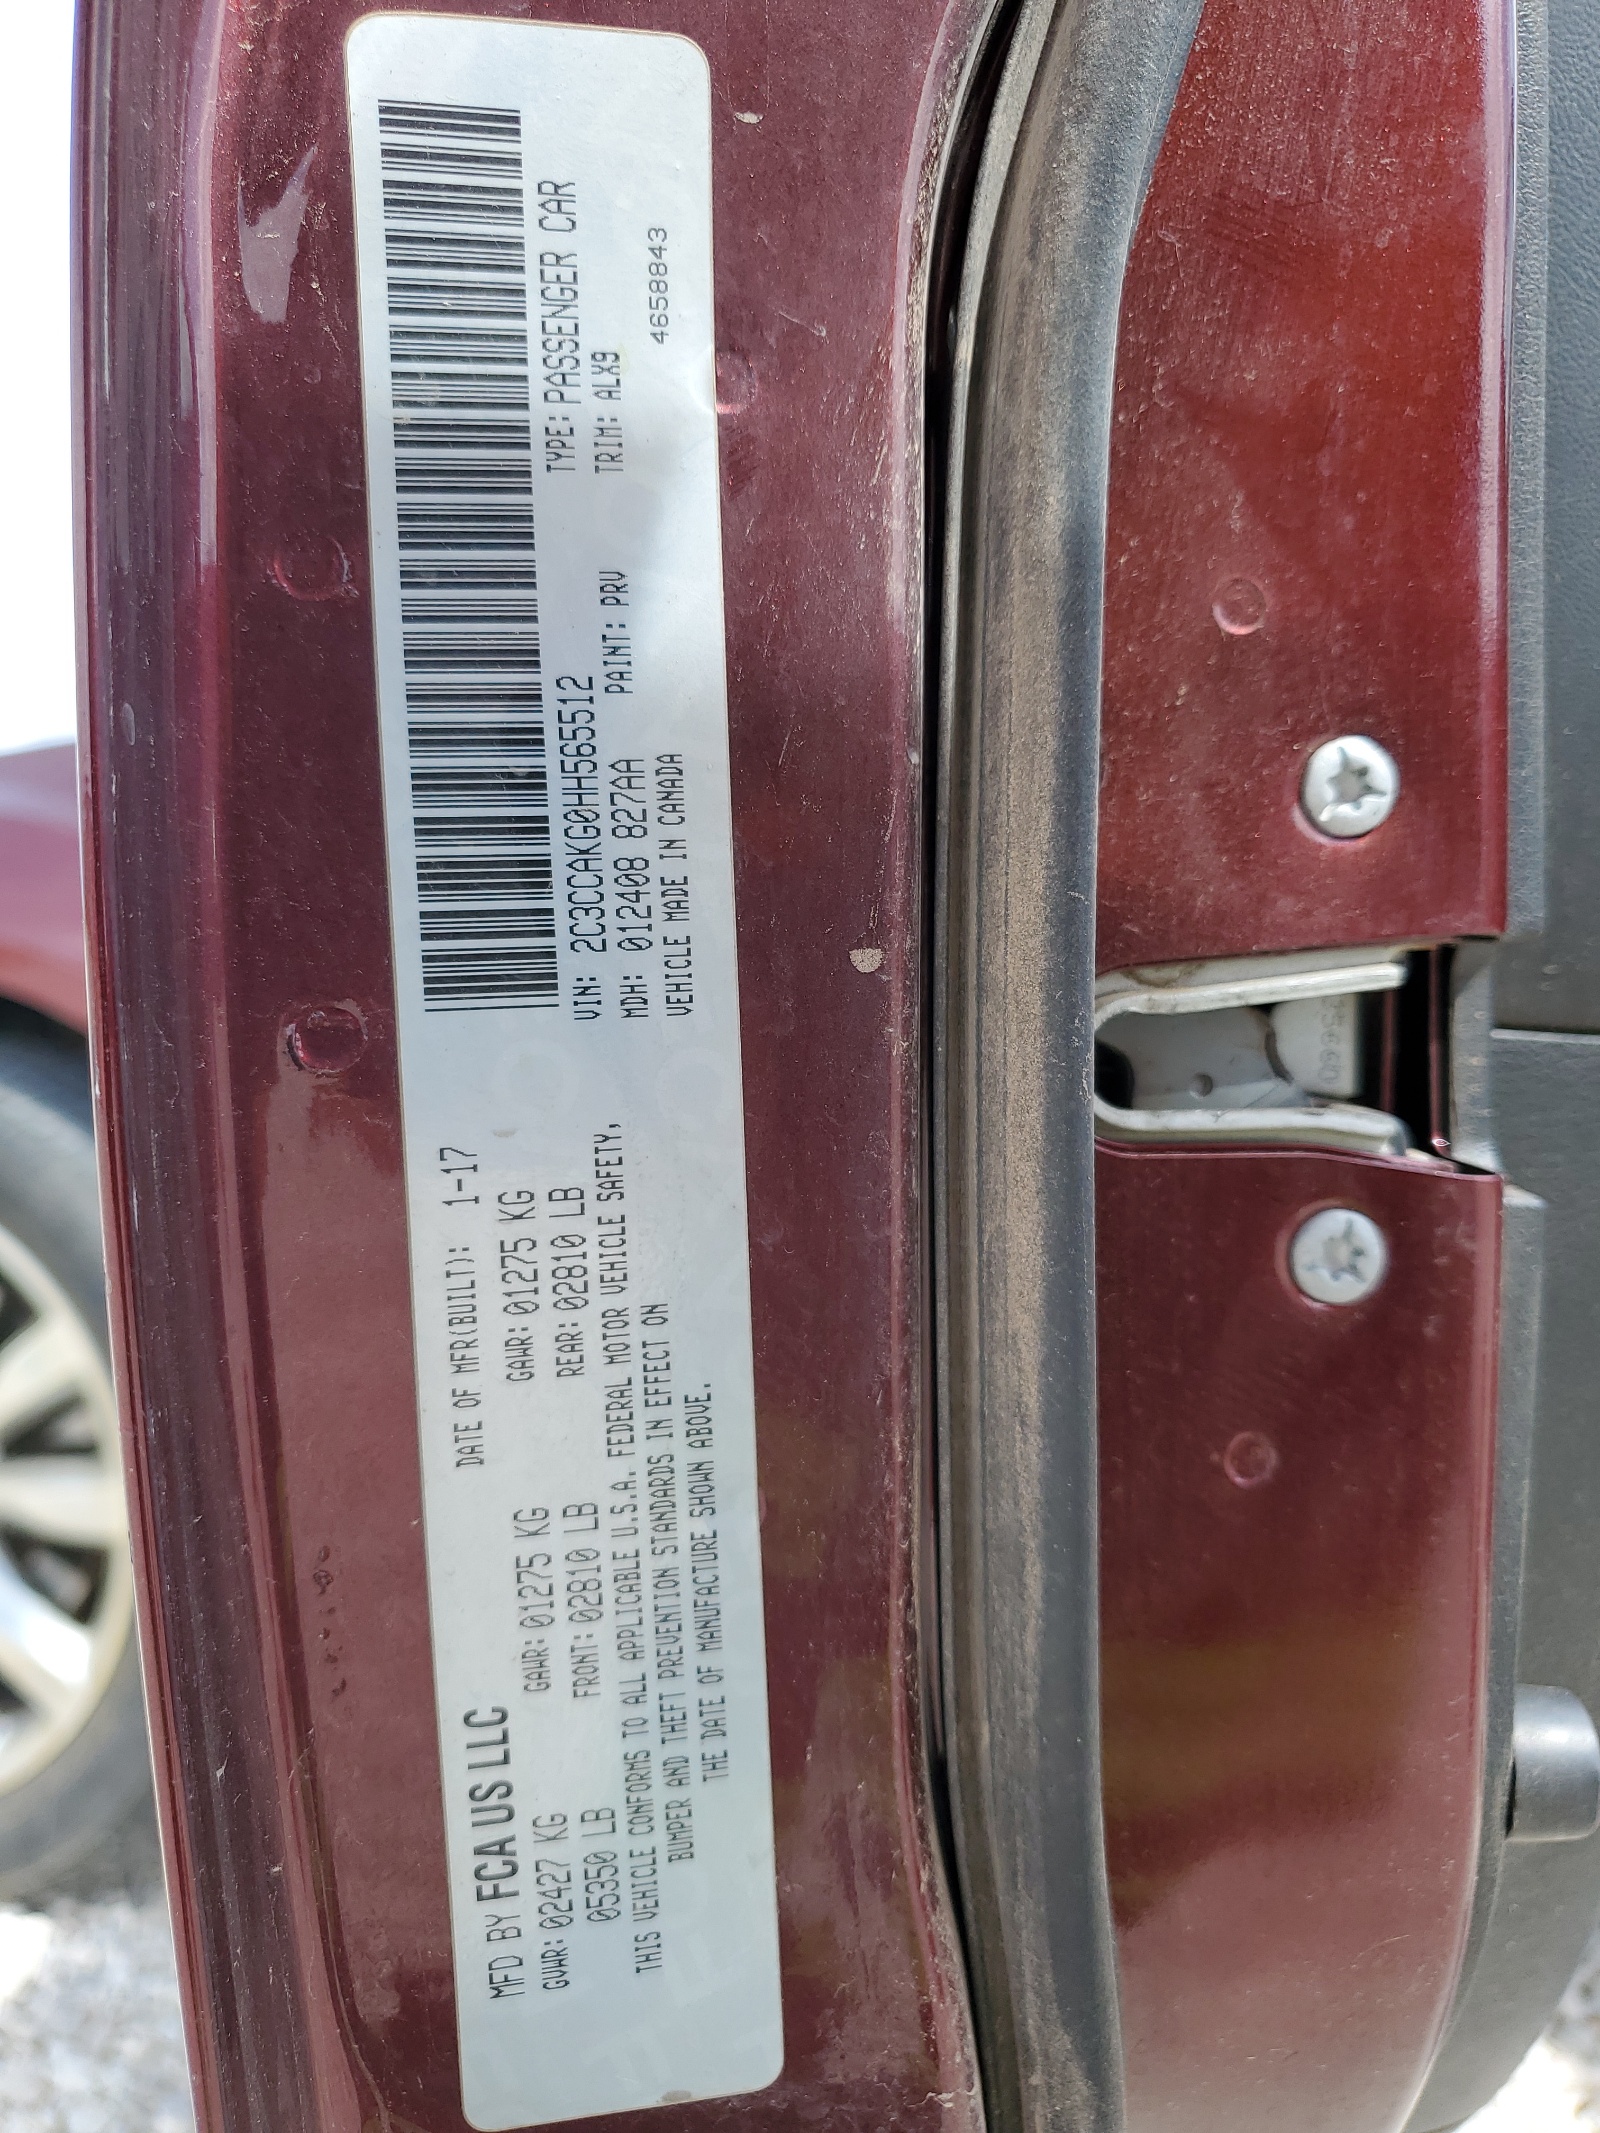 MFD BY FCA US LLC
DATE OF MFR(BUILT): 1-17
GVWR: 02427 KG GAWR: 01275 KG GAWR: 01275 KG
05350 LB FRONT: 02810 LB REAR: 02810 LB
THIS VEHICLE CONFORMS TO ALL APPLICABLE U.S.A. FEDERAL MOTOR VEHICLE SAFETY,
BUMPER AND THEFT PREVENTION STANDARDS IN EFFECT ON
THE DATE OF MANUFACTURE SHOWN ABOVE.
VIN: 2C3CCAKG0HH565512 TYPE: PASSENGER CAR
MDH: 012408 827AA PAINT: PRV TRIM: ALX9
VEHICLE MADE IN CANADA 4658843